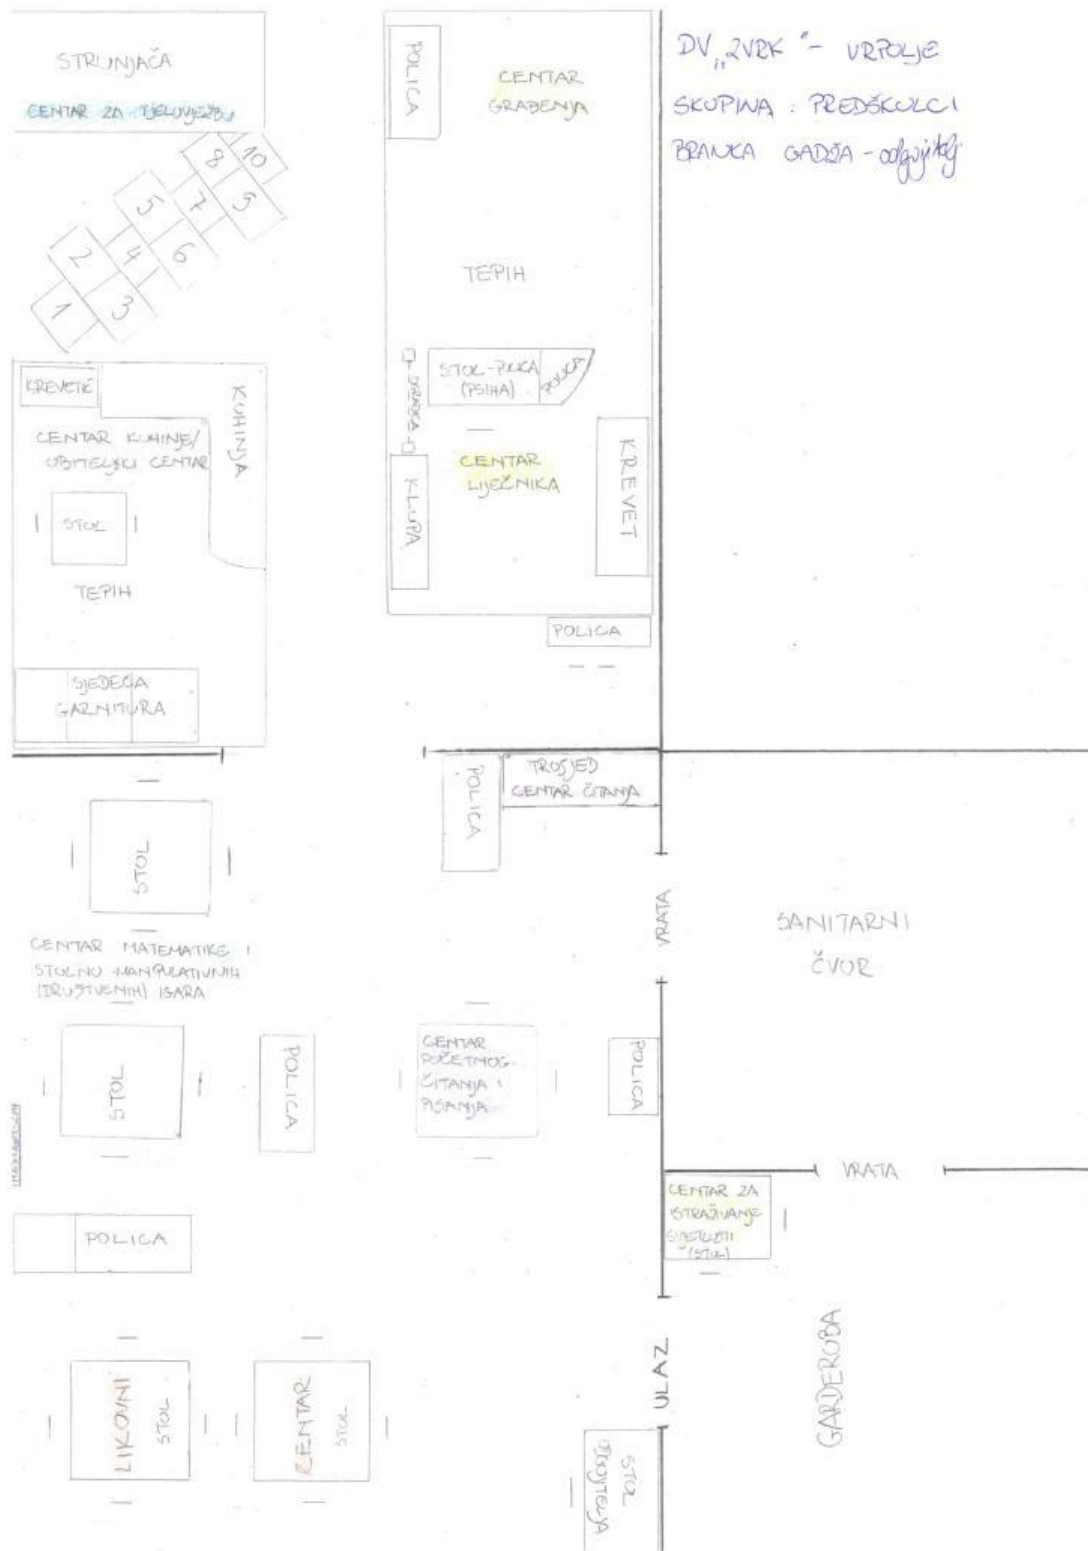 STRUNJAČA
CENTAR ZA TJELOVJEŽBU
1
2
3
4
5
6
7
8
9
10
POLICA
CENTAR
GRAĐENJA
TEPIH
DV „ZVRK“ - VRPOLJE
SKUPINA : PREDŠKOLCI
BRANKA GADŽA - odgojitelj
KREVETIĆ
KUHINJA
CENTAR KUHINJE/
OBITELJSKI CENTAR
STOL
TEPIH
SJEDEĆA
GARNITURA
STOL-POLICA
(PSIHA)
POLICA
OGRADICA
CENTAR
LIJEČNIKA
KLUPA
KREVET
POLICA
POLICA
TROSJED
CENTAR ČITANJA
STOL
CENTAR MATEMATIKE I
STOLNO MANIPULATIVNIH
(DRUŠTVENIH) IGARA
VRATA
SANITARNI
ČVOR
STOL
POLICA
CENTAR
POČETNOG
ČITANJA I
PISANJA
POLICA
VRATA
POLICA
CENTAR ZA
ISTRAŽIVANJE
SVJETLOSTI
(STOL)
LIKOVNI
STOL
CENTAR
STOL
ULAZ
GARDEROBA
STOL
ODGOJITELJA